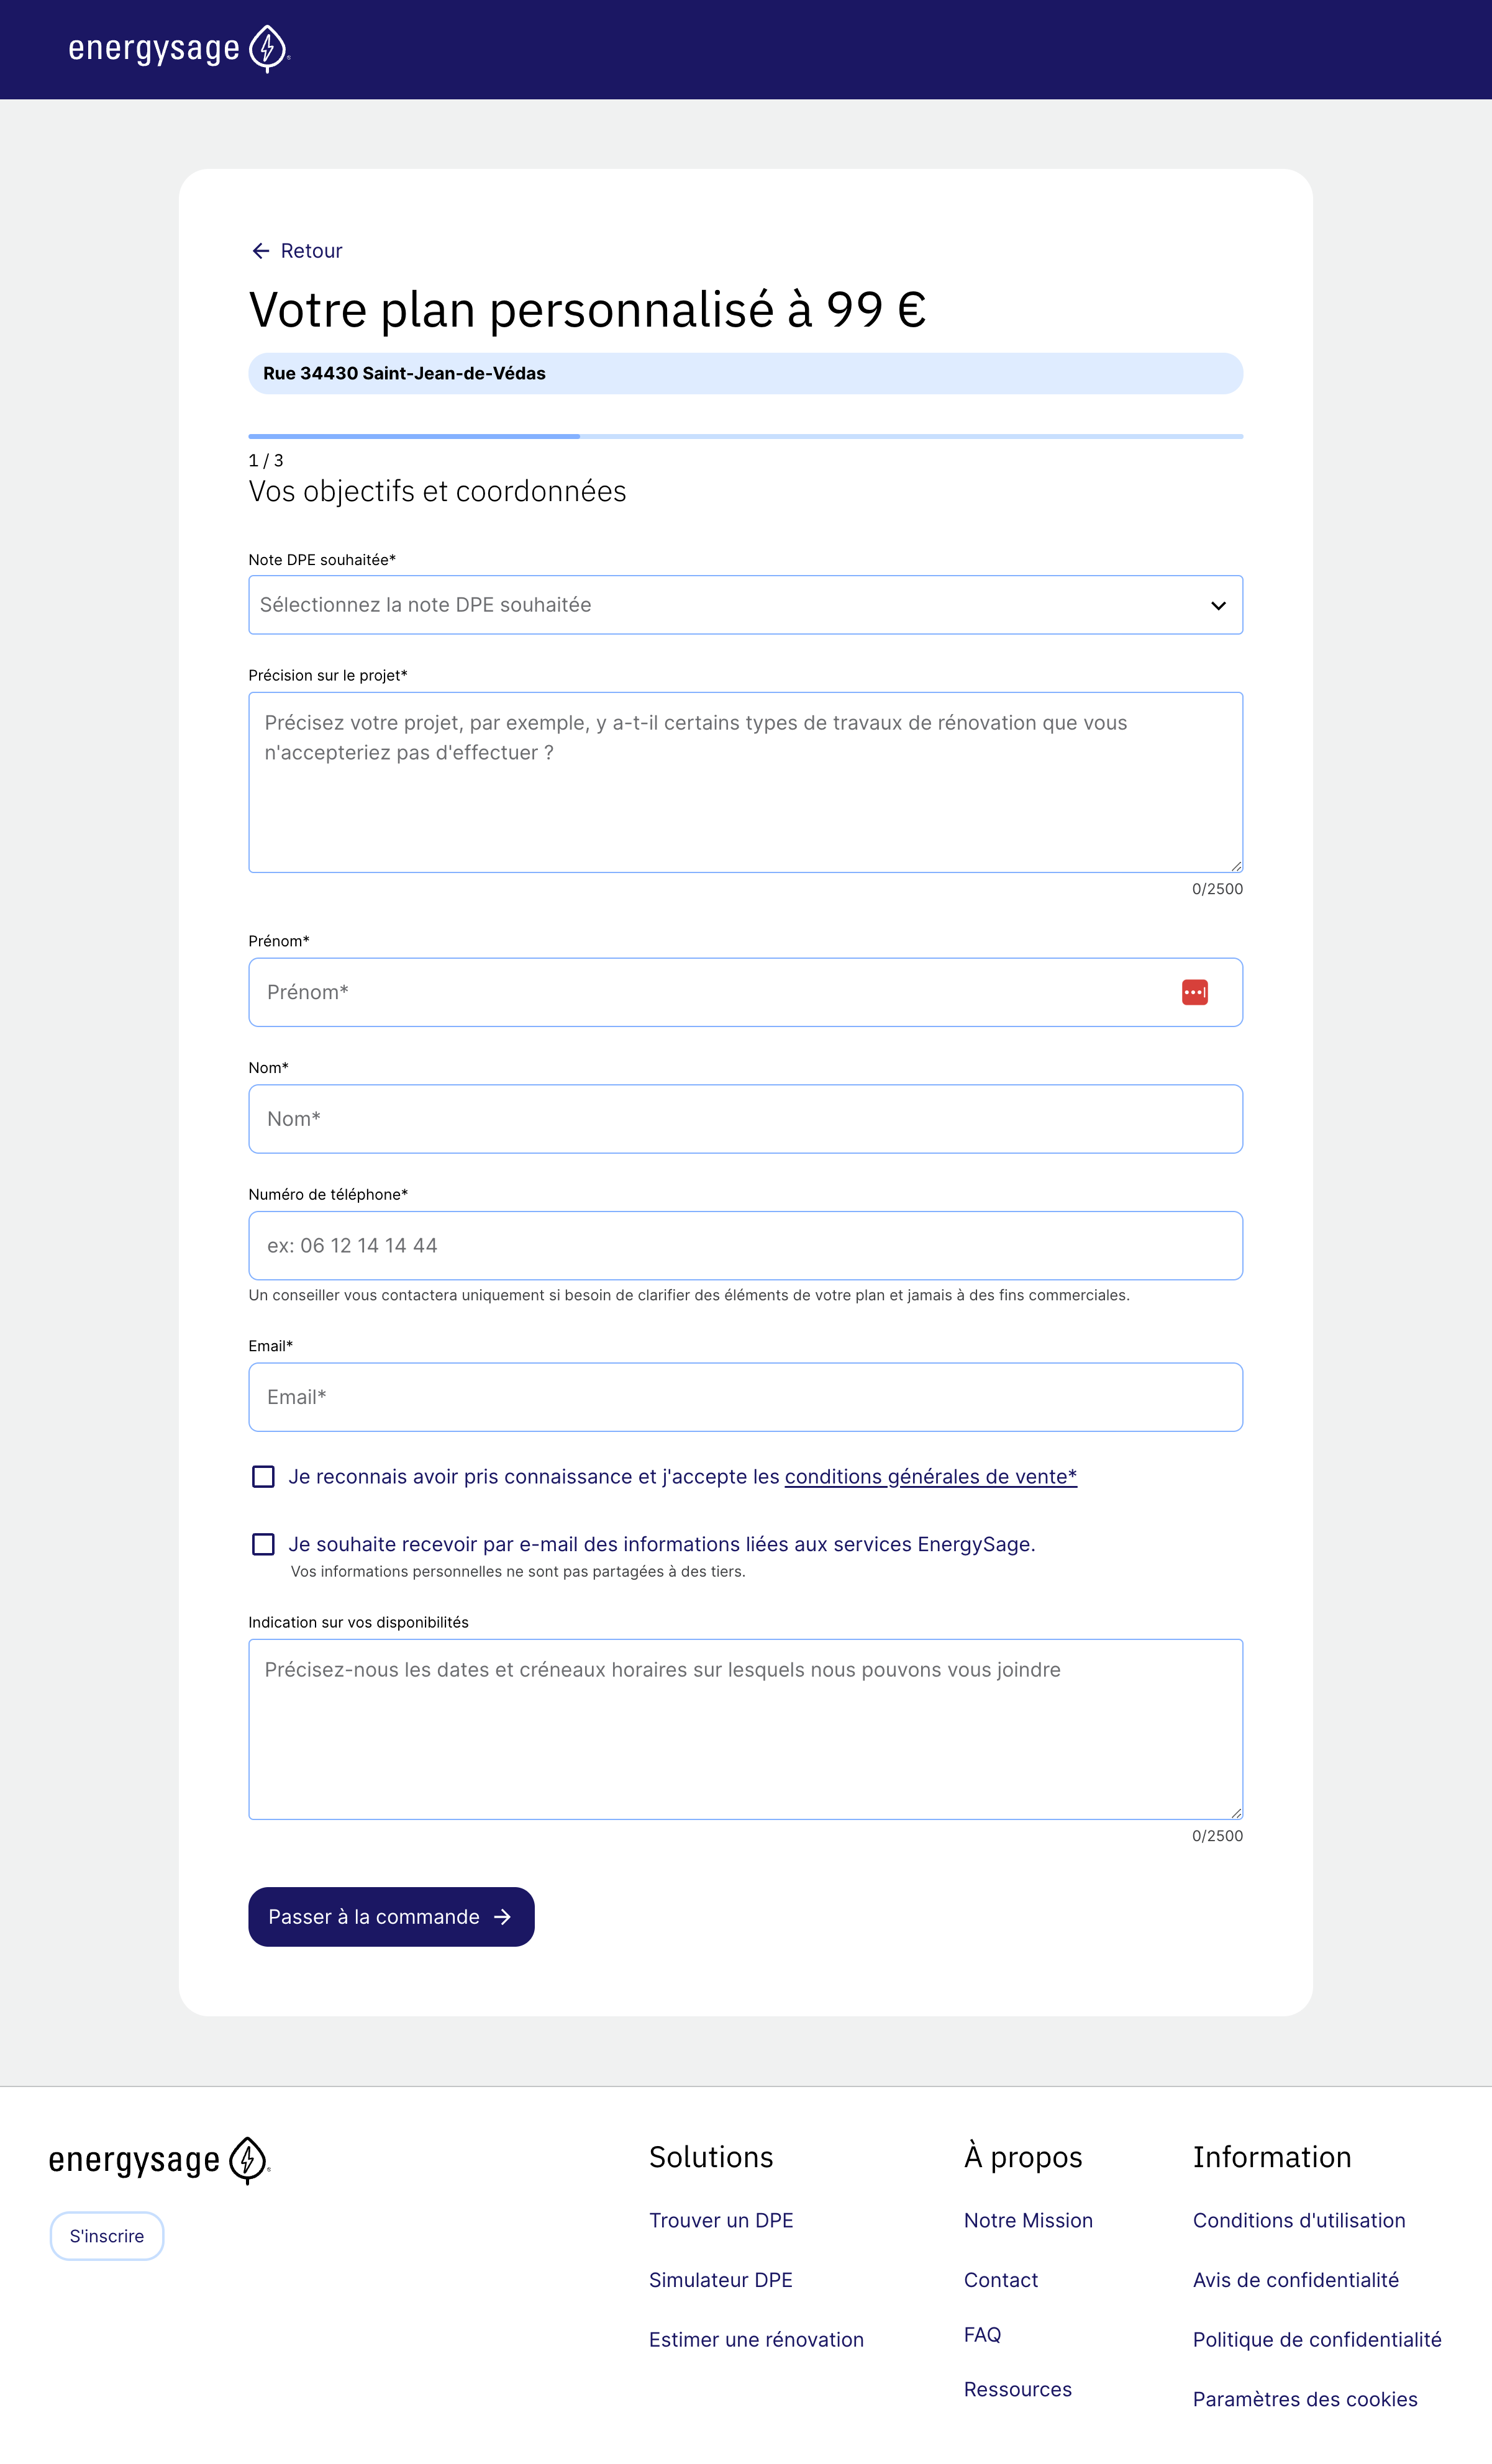 energysage
Retour
Votre plan personnalisé à 99 €
Rue 34430 Saint-Jean-de-Védas
1 / 3
Vos objectifs et coordonnées
Note DPE souhaitée*
Sélectionnez la note DPE souhaitée
Précision sur le projet*
Précisez votre projet, par exemple, y a-t-il certains types de travaux de rénovation que vous
n'accepteriez pas d'effectuer ?
0/2500
Prénom*
Prénom*
Nom*
Nom*
Numéro de téléphone*
ex: 06 12 14 14 44
Un conseiller vous contactera uniquement si besoin de clarifier des éléments de votre plan et jamais à des fins commerciales.
Email*
Email*
Je reconnais avoir pris connaissance et j'accepte les conditions générales de vente*
Je souhaite recevoir par e-mail des informations liées aux services EnergySage.
Vos informations personnelles ne sont pas partagées à des tiers.
Indication sur vos disponibilités
Précisez-nous les dates et créneaux horaires sur lesquels nous pouvons vous joindre
0/2500
Passer à la commande
energysage
S'inscrire
Solutions
Trouver un DPE
Simulateur DPE
Estimer une rénovation
À propos
Notre Mission
Contact
FAQ
Ressources
Information
Conditions d'utilisation
Avis de confidentialité
Politique de confidentialité
Paramètres des cookies